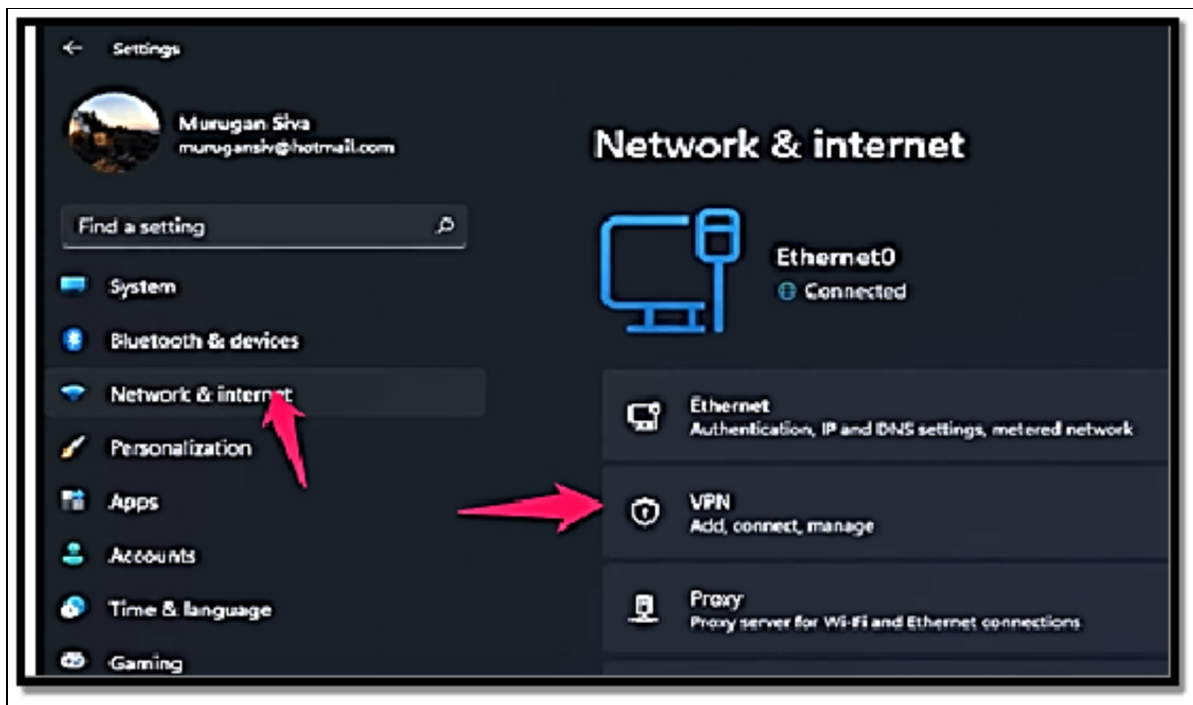 Settings
Murugan Siva
murugansiv@hotmail.com
Find a setting
System
Bluetooth & devices
Network & internet
Personalization
Apps
Accounts
Time & language
Gaming
Network & internet
Ethernet0
Connected
Ethernet
Authentication, IP and DNS settings, metered network
VPN
Add, connect, manage
Proxy
Proxy server for Wi-Fi and Ethernet connections